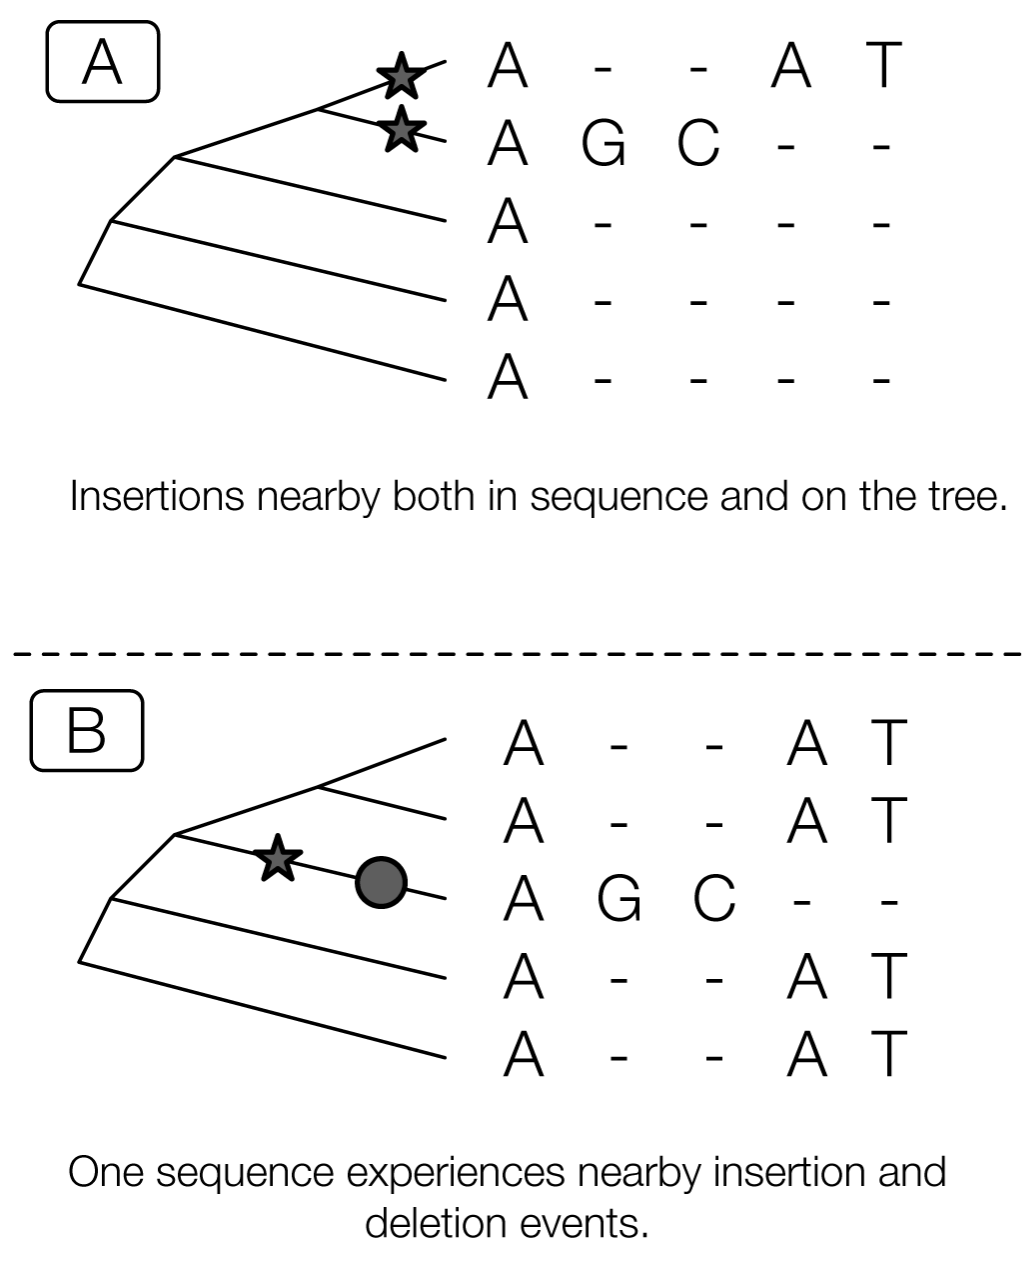 A
A - - A T
A G C - -
A - - - -
A - - - -
A - - - -
Insertions nearby both in sequence and on the tree.
B
A - - A T
A - - A T
A G C - -
A - - A T
A - - A T
One sequence experiences nearby insertion and
deletion events.